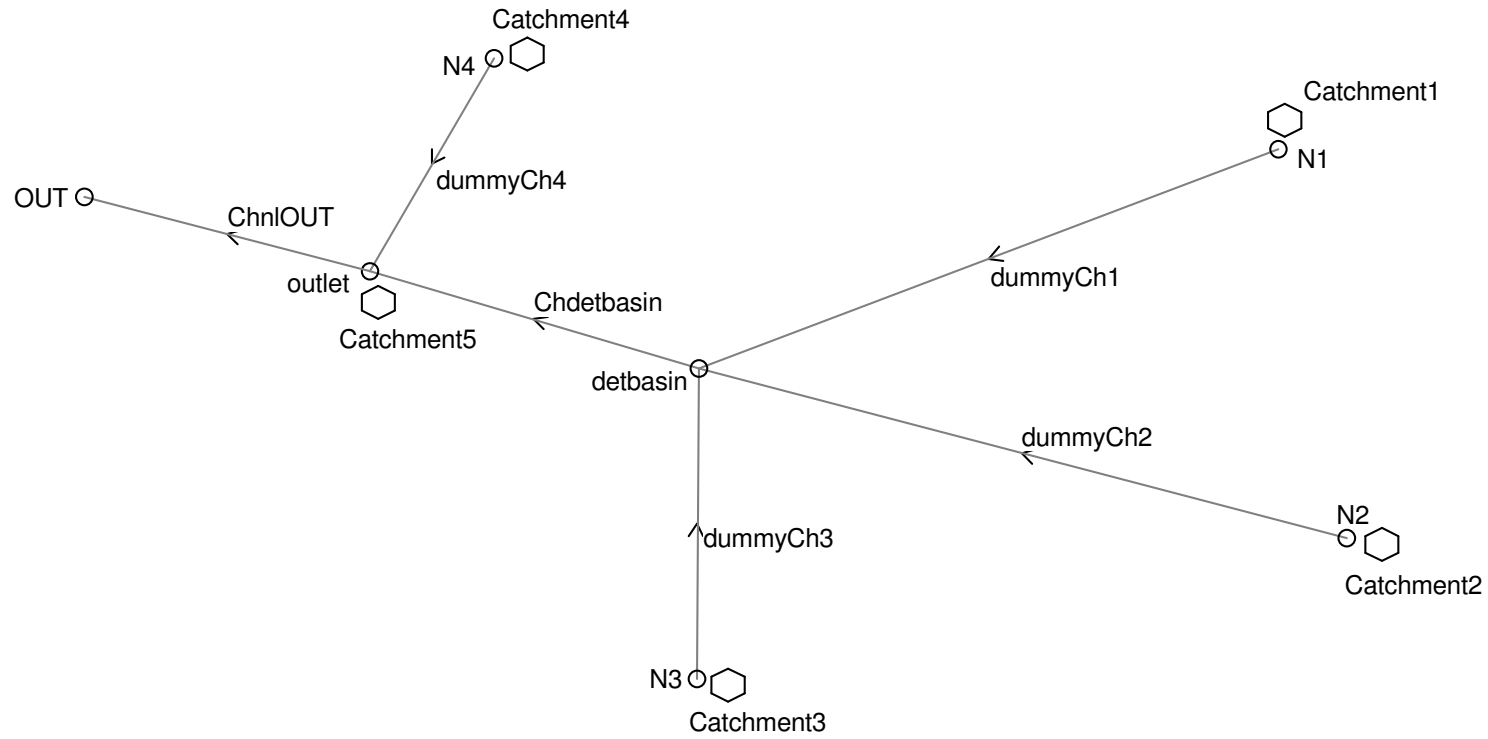 Catchment4
N4
Catchment1
N1
dummyCh4
OUT
ChnlOUT
dummyCh1
outlet
Chdetbasin
Catchment5
detbasin
dummyCh2
N2
dummyCh3
Catchment2
N3
Catchment3